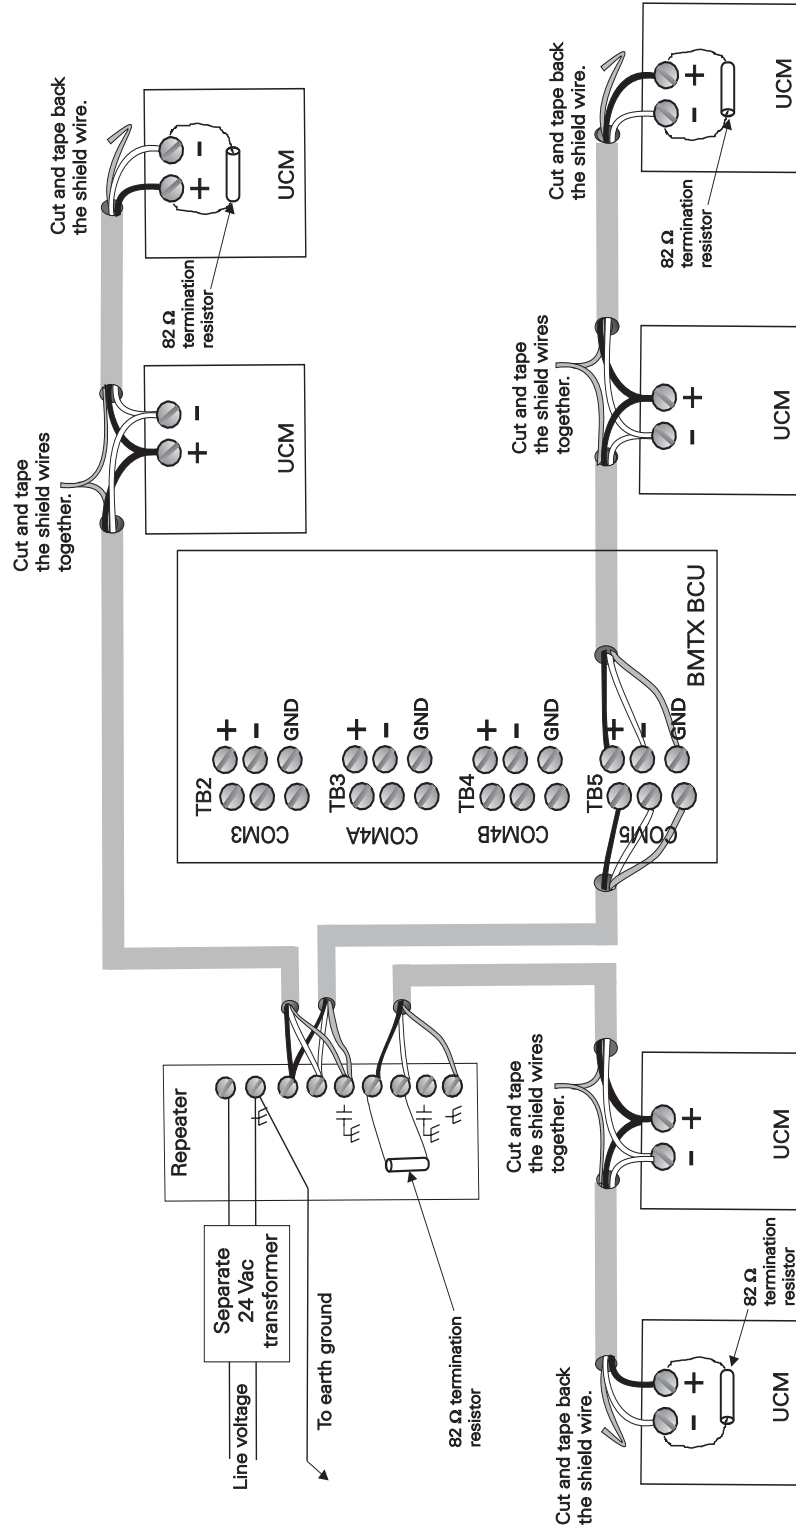 Cut and tape
the shield wires
together.
Cut and tape back
the shield wire.
82 Ω
termination
resistor
+
-
UCM
+
-
UCM
Line voltage
Separate
24 Vac
transformer
Repeater
To earth ground
82 Ω termination
resistor
TB2
+
-
GND
COM3
TB3
+
-
GND
COM4A
TB4
+
-
GND
COM4B
TB5
+
-
GND
COM5
BMTX BCU
Cut and tape back
the shield wire.
-
+
82 Ω
termination
resistor
UCM
Cut and tape
the shield wires
together.
-
+
UCM
Cut and tape
the shield wires
together.
-
+
UCM
Cut and tape back
the shield wire.
82 Ω
termination
resistor
-
+
UCM